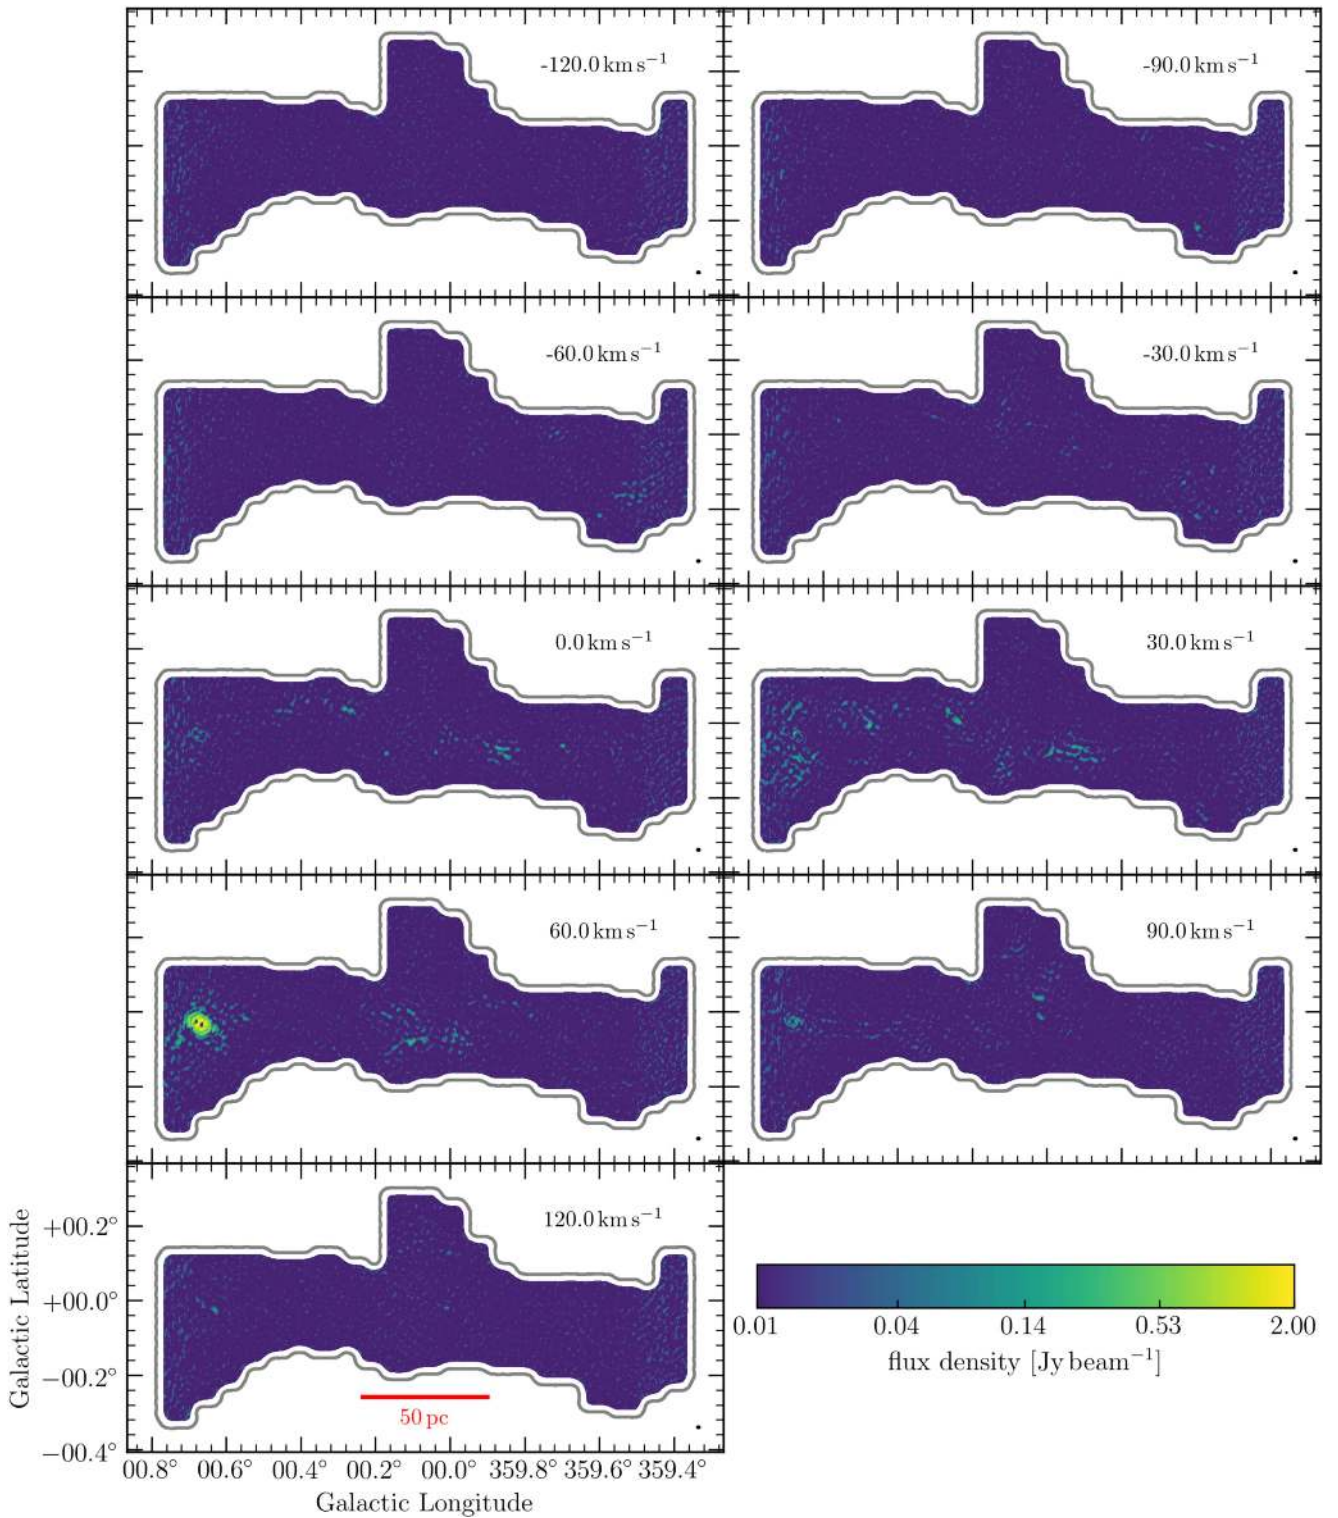 -120.0 km s⁻¹
-90.0 km s⁻¹
-60.0 km s⁻¹
-30.0 km s⁻¹
0.0 km s⁻¹
30.0 km s⁻¹
60.0 km s⁻¹
90.0 km s⁻¹
120.0 km s⁻¹
Galactic Latitude
+00.2°
+00.0°
−00.2°
−00.4°
50 pc
00.8° 00.6° 00.4° 00.2° 00.0° 359.8° 359.6° 359.4°
Galactic Longitude
0.01 0.04 0.14 0.53 2.00
flux density [Jy beam⁻¹]